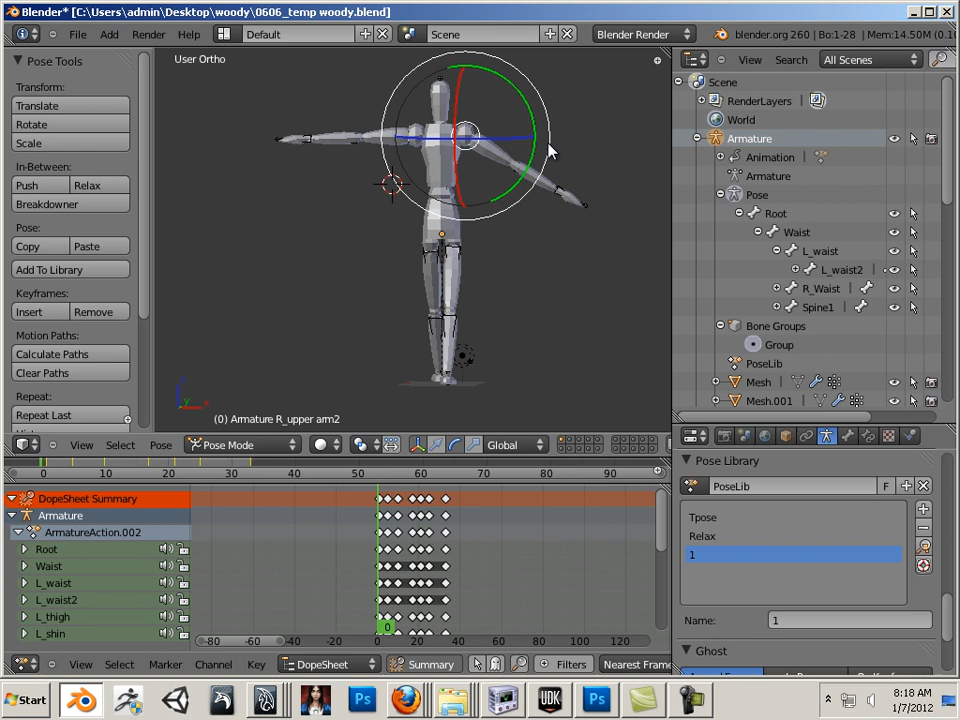 Blender* [C:\Users\admin\Desktop\woody\0606_temp woody.blend]
File Add Render Help Default Scene Blender Render blender.org 260 | Bo:1-28 | Mem:14.50M (0.1
Pose Tools
Transform:
Translate
Rotate
Scale
In-Between:
Push Relax
Breakdowner
Pose:
Copy Paste
Add To Library
Keyframes:
Insert Remove
Motion Paths:
Calculate Paths
Clear Paths
Repeat:
Repeat Last
User Ortho
(0) Armature R_upper arm2
View Select Pose Pose Mode Global
View Search All Scenes
Scene
RenderLayers
World
Armature
Animation
Armature
Pose
Root
Waist
L_waist
L_waist2
R_Waist
Spine1
Bone Groups
Group
PoseLib
Mesh
Mesh.001
0 10 20 30 40 50 60 70 80 90
DopeSheet Summary
Armature
ArmatureAction.002
Root
Waist
L_waist
L_waist2
L_thigh
L_shin
0
-80 -60 -40 -20 0 20 40 60 80 100 120
View Select Marker Channel Key DopeSheet Summary Filters Nearest Frame
Pose Library
PoseLib F
Tpose
Relax
1
Name: 1
Ghost
Start
Ps
UDK
Ps
8:18 AM
1/7/2012